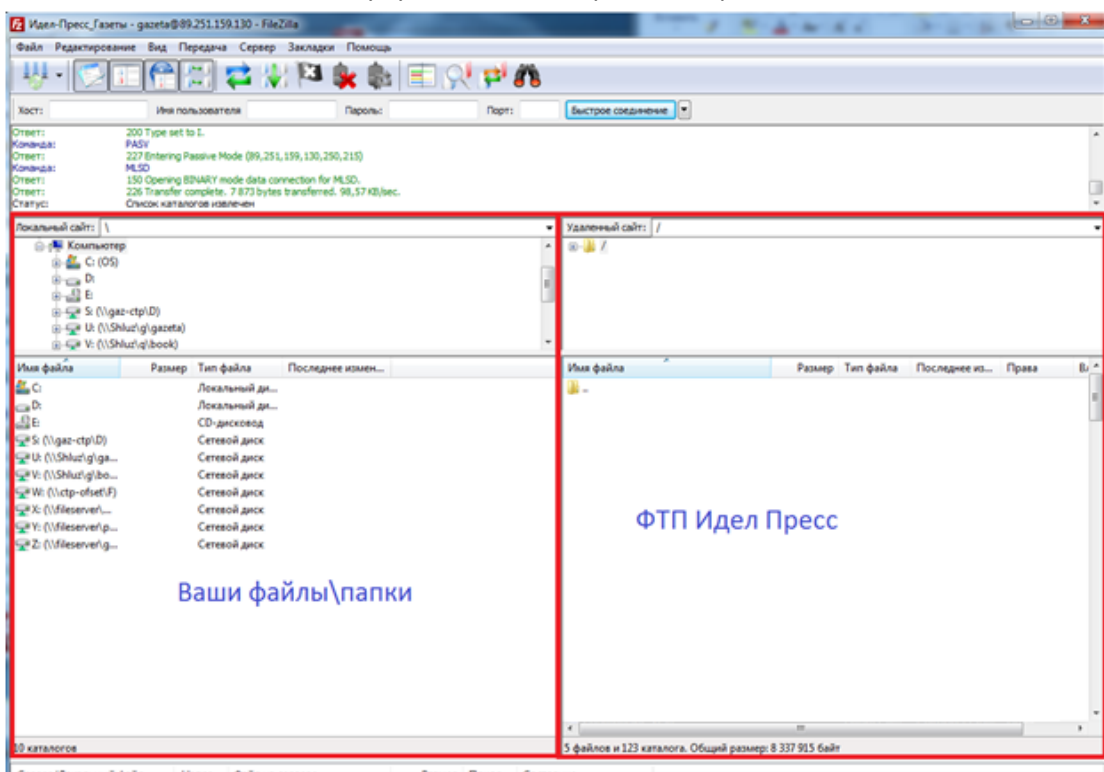 Идел-Пресс_Газеты - gazeta@89.251.159.130 - FileZilla
Файл Редактирование Вид Передача Сервер Закладки Помощь
Хост: Имя пользователя Пароль: Порт: Быстрое соединение
Ответ: 200 Type set to I.
Команда: PASV
Ответ: 227 Entering Passive Mode (89,251,159,130,250,215)
Команда: MLSD
Ответ: 150 Opening BINARY mode data connection for MLSD.
Ответ: 226 Transfer complete. 7 873 bytes transferred. 98,57 KB/sec.
Статус: Список каталогов извлечен
Локальный сайт: \
Компьютер
C: (OS)
D:
E:
S: (\\gaz-ctp\D)
U: (\\Shluz\g\gazeta)
V: (\\Shluz\g\book)
Имя файла Размер Тип файла Последнее измен...
C: Локальный ди...
D: Локальный ди...
E: CD-дисковод
S: (\\gaz-ctp\D) Сетевой диск
U: (\\Shluz\g\ga... Сетевой диск
V: (\\Shluz\g\bo... Сетевой диск
W: (\\ctp-ofset\F) Сетевой диск
X: (\\fileserver\... Сетевой диск
Y: (\\fileserver\p... Сетевой диск
Z: (\\fileserver\g... Сетевой диск
Ваши файлы\папки
10 каталогов
Удаленный сайт: /
/
Имя файла Размер Тип файла Последнее из... Права
..
ФТП Идел Пресс
5 файлов и 123 каталога. Общий размер: 8 337 915 байт